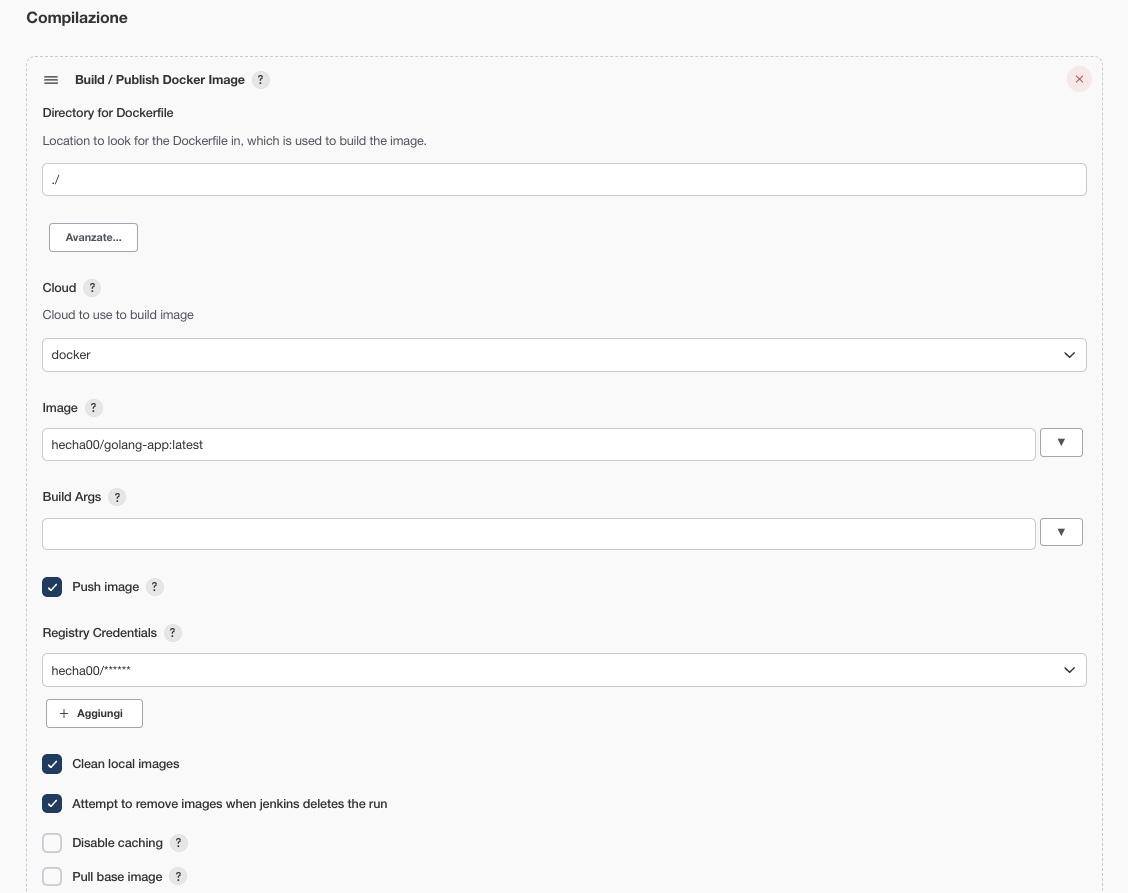 Compilazione
Build / Publish Docker Image ?
Directory for Dockerfile
Location to look for the Dockerfile in, which is used to build the image.
./
Avanzate...
Cloud ?
Cloud to use to build image
docker
Image ?
hecha00/golang-app:latest
Build Args ?
Push image ?
Registry Credentials ?
hecha00/******
+ Aggiungi
Clean local images
Attempt to remove images when jenkins deletes the run
Disable caching ?
Pull base image ?